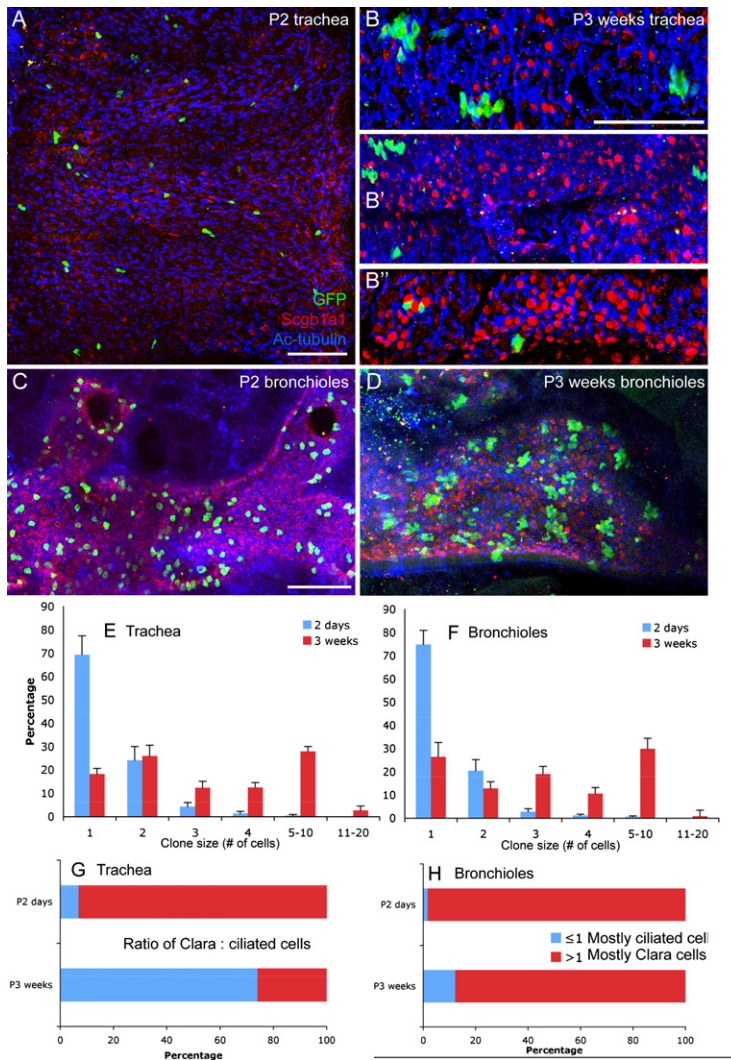 A P2 trachea
GFP
Scgb1a1
Ac-tubulin
B P3 weeks trachea
B'
B"
C P2 bronchioles
D P3 weeks bronchioles
E Trachea
2 days
3 weeks
Percentage
90
80
70
60
50
40
30
20
10
0
1 2 3 4 5-10 11-20
Clone size (# of cells)
F Bronchioles
2 days
3 weeks
90
80
70
60
50
40
30
20
10
0
1 2 3 4 5-10 11-20
Clone size (# of cells)
G Trachea
P2 days
Ratio of Clara : ciliated cells
P3 weeks
0 20 40 60 80 100
Percentage
H Bronchioles
P2 days
≤1 Mostly ciliated cell
>1 Mostly Clara cells
P3 weeks
0 20 40 60 80 100
Percentage